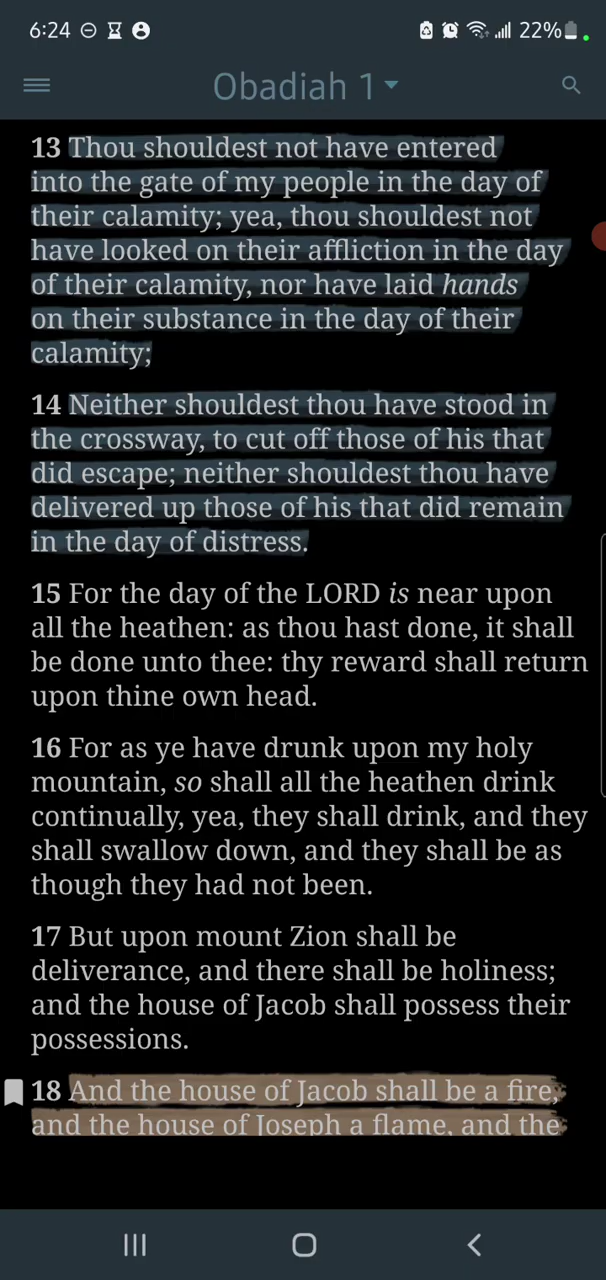 6:24 22%
Obadiah 1
13 Thou shouldest not have entered
into the gate of my people in the day of
their calamity; yea, thou shouldest not
have looked on their affliction in the day
of their calamity, nor have laid hands
on their substance in the day of their
calamity;
14 Neither shouldest thou have stood in
the crossway, to cut off those of his that
did escape; neither shouldest thou have
delivered up those of his that did remain
in the day of distress.
15 For the day of the LORD is near upon
all the heathen: as thou hast done, it shall
be done unto thee: thy reward shall return
upon thine own head.
16 For as ye have drunk upon my holy
mountain, so shall all the heathen drink
continually, yea, they shall drink, and they
shall swallow down, and they shall be as
though they had not been.
17 But upon mount Zion shall be
deliverance, and there shall be holiness;
and the house of Jacob shall possess their
possessions.
18 And the house of Jacob shall be a fire,
and the house of Joseph a flame, and the